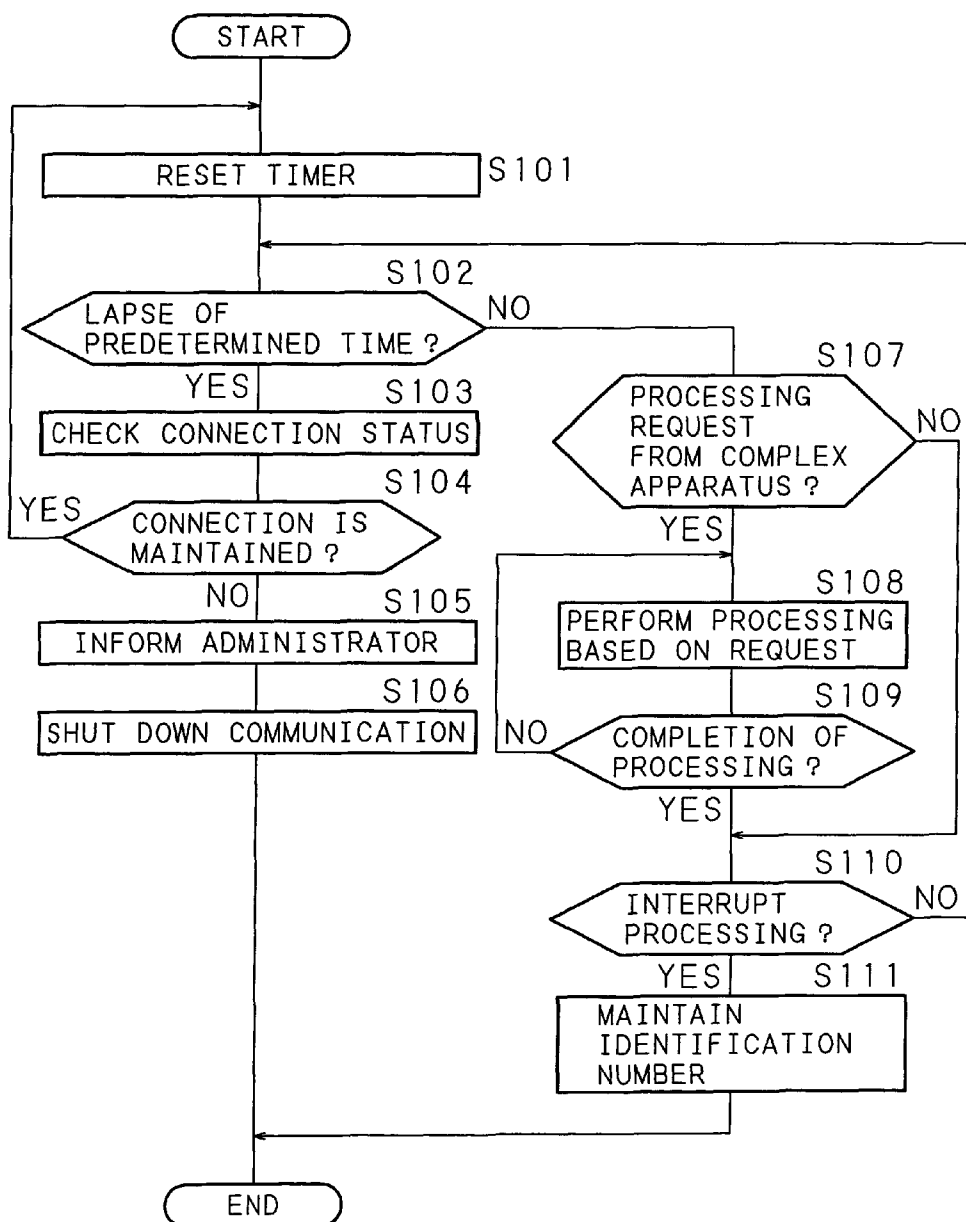 START
RESET TIMER
S101
S102
LAPSE OF
PREDETERMINED TIME?
NO
YES
S103
CHECK CONNECTION STATUS
S104
YES
CONNECTION IS
MAINTAINED?
NO
S105
INFORM ADMINISTRATOR
S106
SHUT DOWN COMMUNICATION
S107
PROCESSING
REQUEST
FROM COMPLEX
APPARATUS?
NO
YES
S108
PERFORM PROCESSING
BASED ON REQUEST
S109
NO
COMPLETION OF
PROCESSING?
YES
S110
INTERRUPT
PROCESSING?
NO
YES
S111
MAINTAIN
IDENTIFICATION
NUMBER
END